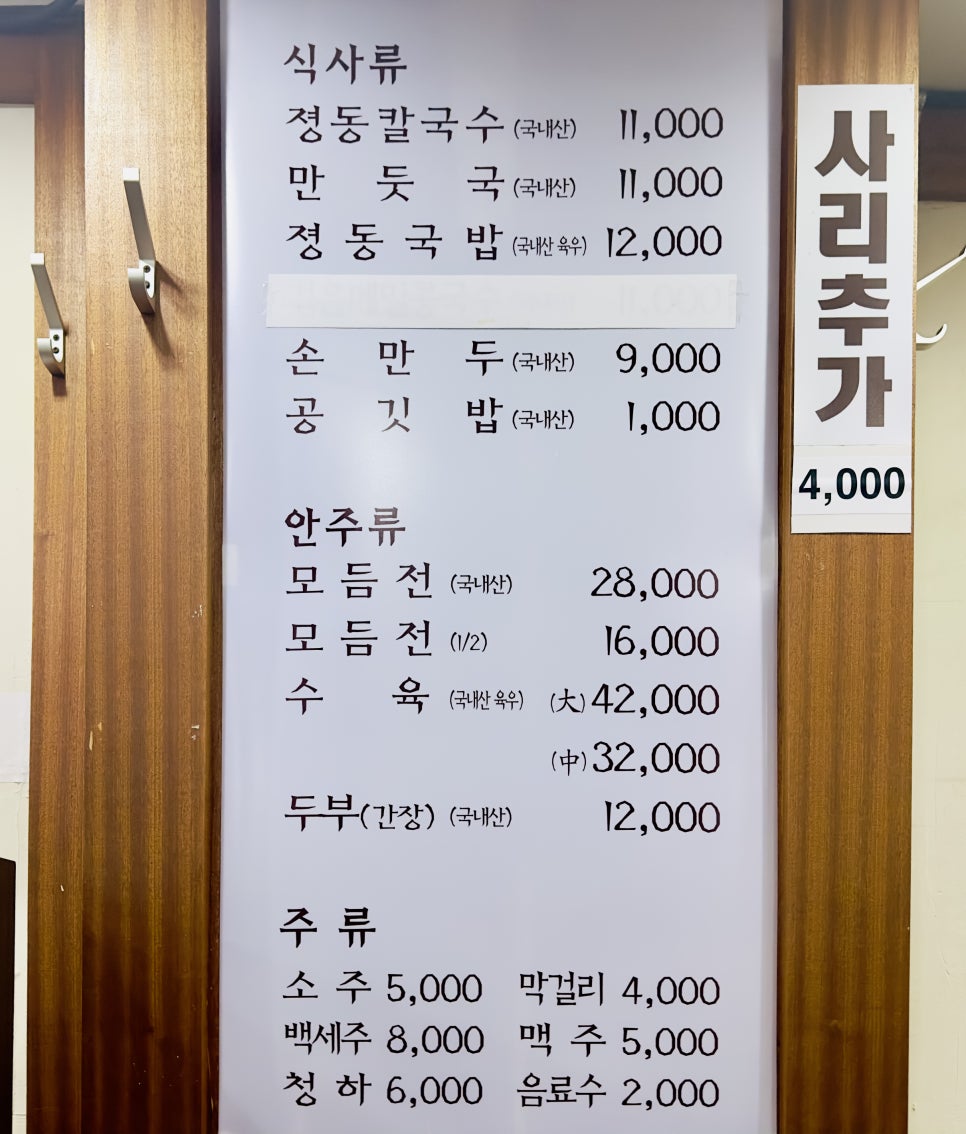 식사류
졍동칼국수 (국내산) 11,000
만듯국 (국내산) 11,000
졍동국밥 (국내산 육우) 12,000
손만두 (국내산) 9,000
공깃밥 (국내산) 1,000
안주류
모듬전 (국내산) 28,000
모듬전 (1/2) 16,000
수육 (국내산 육우) (大) 42,000
(中) 32,000
두부(간장) (국내산) 12,000
주류
소주 5,000 막걸리 4,000
백세주 8,000 맥주 5,000
청하 6,000 음료수 2,000
사리추가
4,000